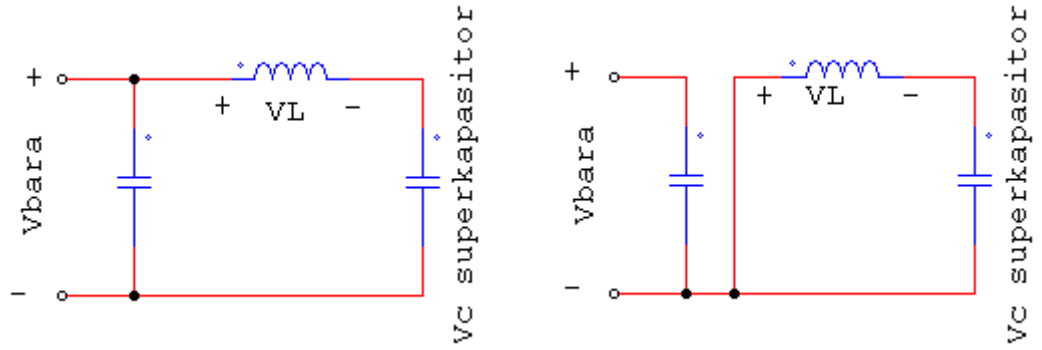 +
VL
+ -
Vbara
-
Vc superkapasitor
+
VL
+ -
Vbara
-
Vc superkapasitor